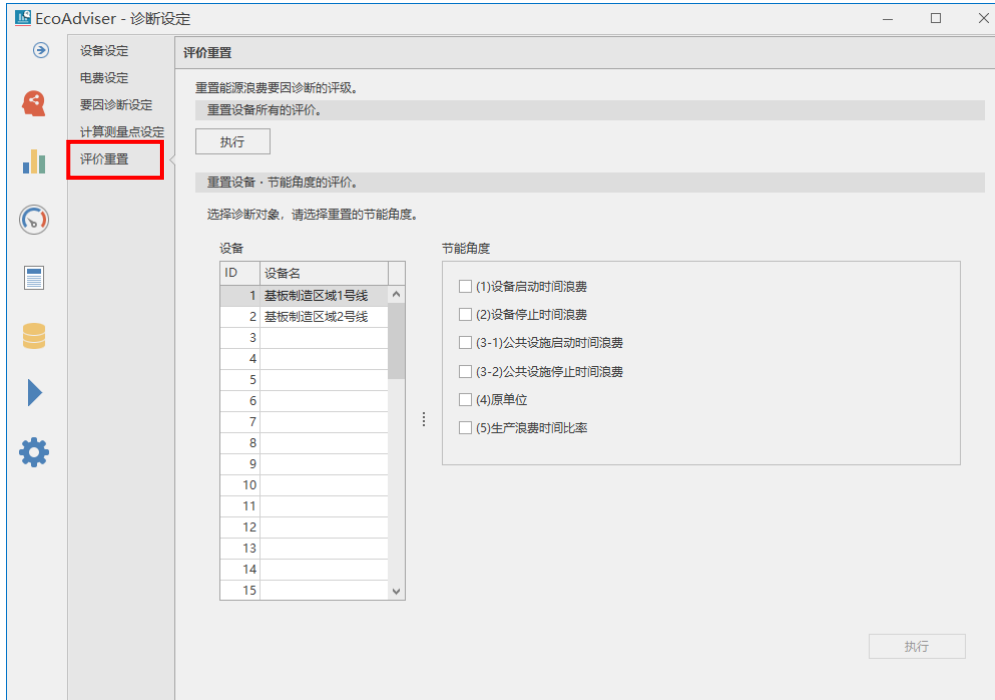 EcoAdviser - 诊断设定
设备设定
电费设定
要因诊断设定
计算测量点设定
评价重置
评价重置
重置能源浪费要因诊断的评级。
重置设备所有的评价。
执行
重置设备·节能角度的评价。
选择诊断对象，请选择重置的节能角度。
设备
ID 设备名
1 基板制造区域1号线
2 基板制造区域2号线
3
4
5
6
7
8
9
10
11
12
13
14
15
节能角度
(1)设备启动时间浪费
(2)设备停止时间浪费
(3-1)公共设施启动时间浪费
(3-2)公共设施停止时间浪费
(4)原单位
(5)生产浪费时间比率
执行